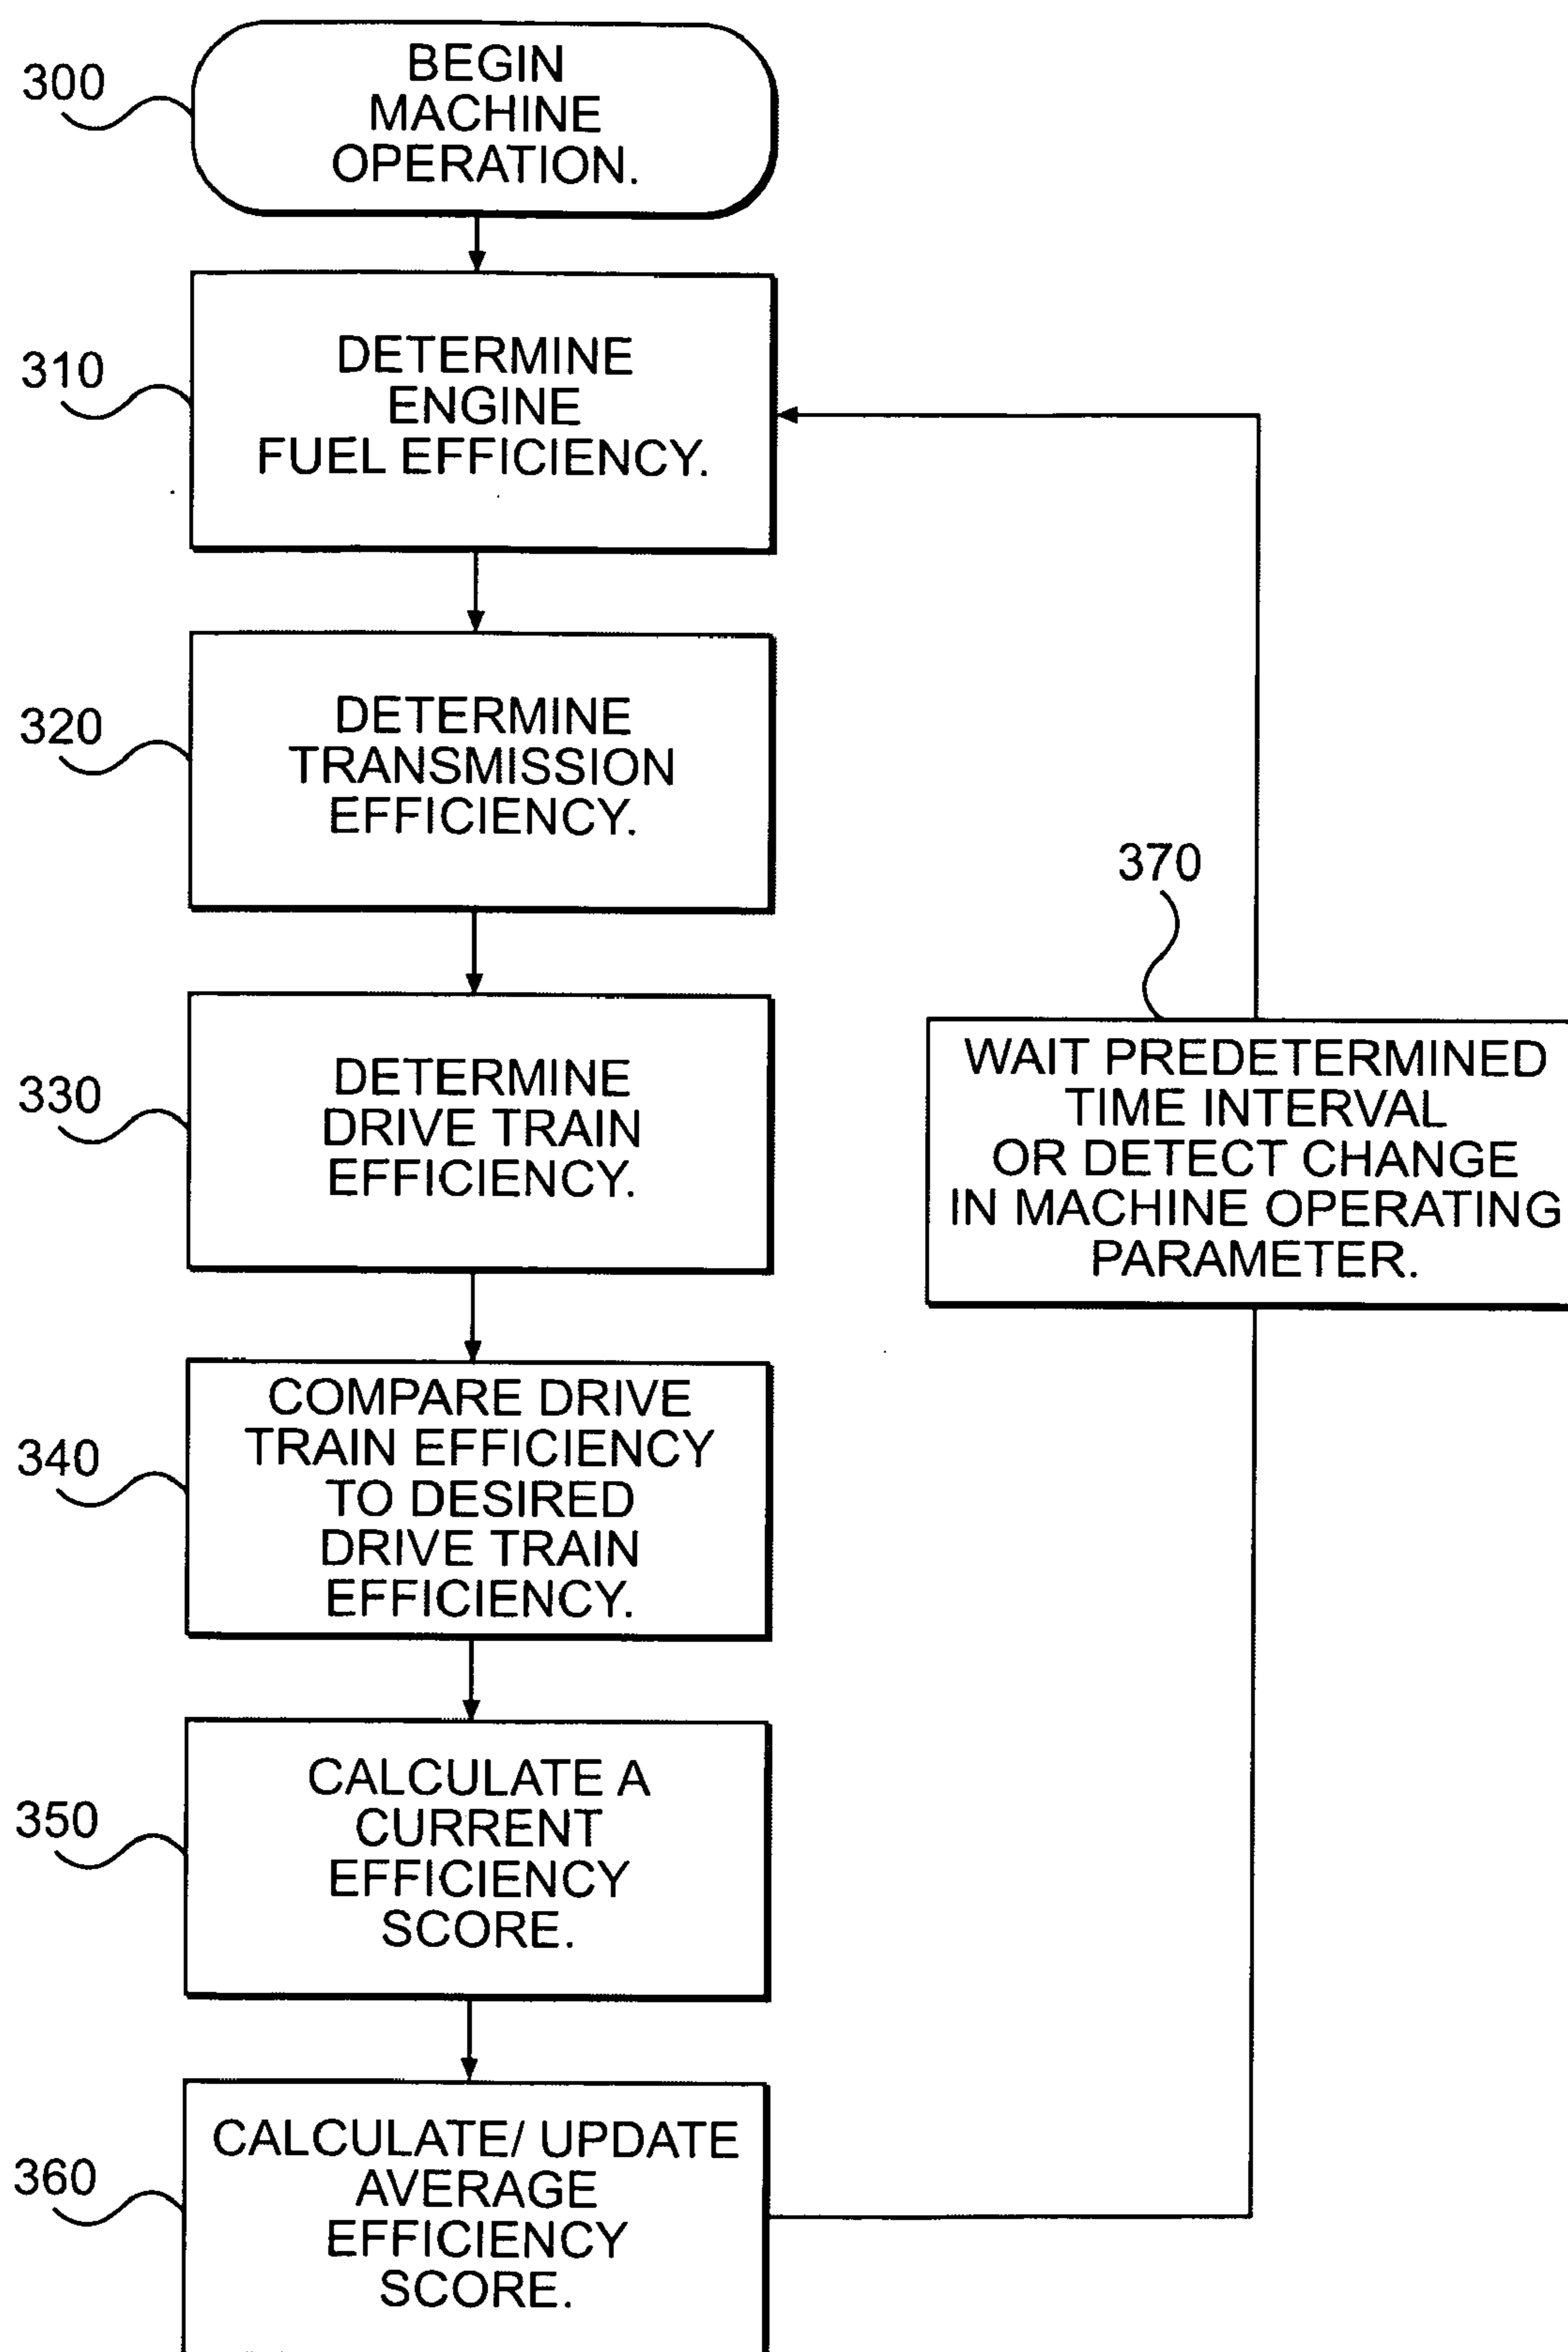 300
BEGIN
MACHINE
OPERATION.
310
DETERMINE
ENGINE
FUEL EFFICIENCY.
320
DETERMINE
TRANSMISSION
EFFICIENCY.
330
DETERMINE
DRIVE TRAIN
EFFICIENCY.
340
COMPARE DRIVE
TRAIN EFFICIENCY
TO DESIRED
DRIVE TRAIN
EFFICIENCY.
350
CALCULATE A
CURRENT
EFFICIENCY
SCORE.
360
CALCULATE/ UPDATE
AVERAGE
EFFICIENCY
SCORE.
370
WAIT PREDETERMINED
TIME INTERVAL
OR DETECT CHANGE
IN MACHINE OPERATING
PARAMETER.